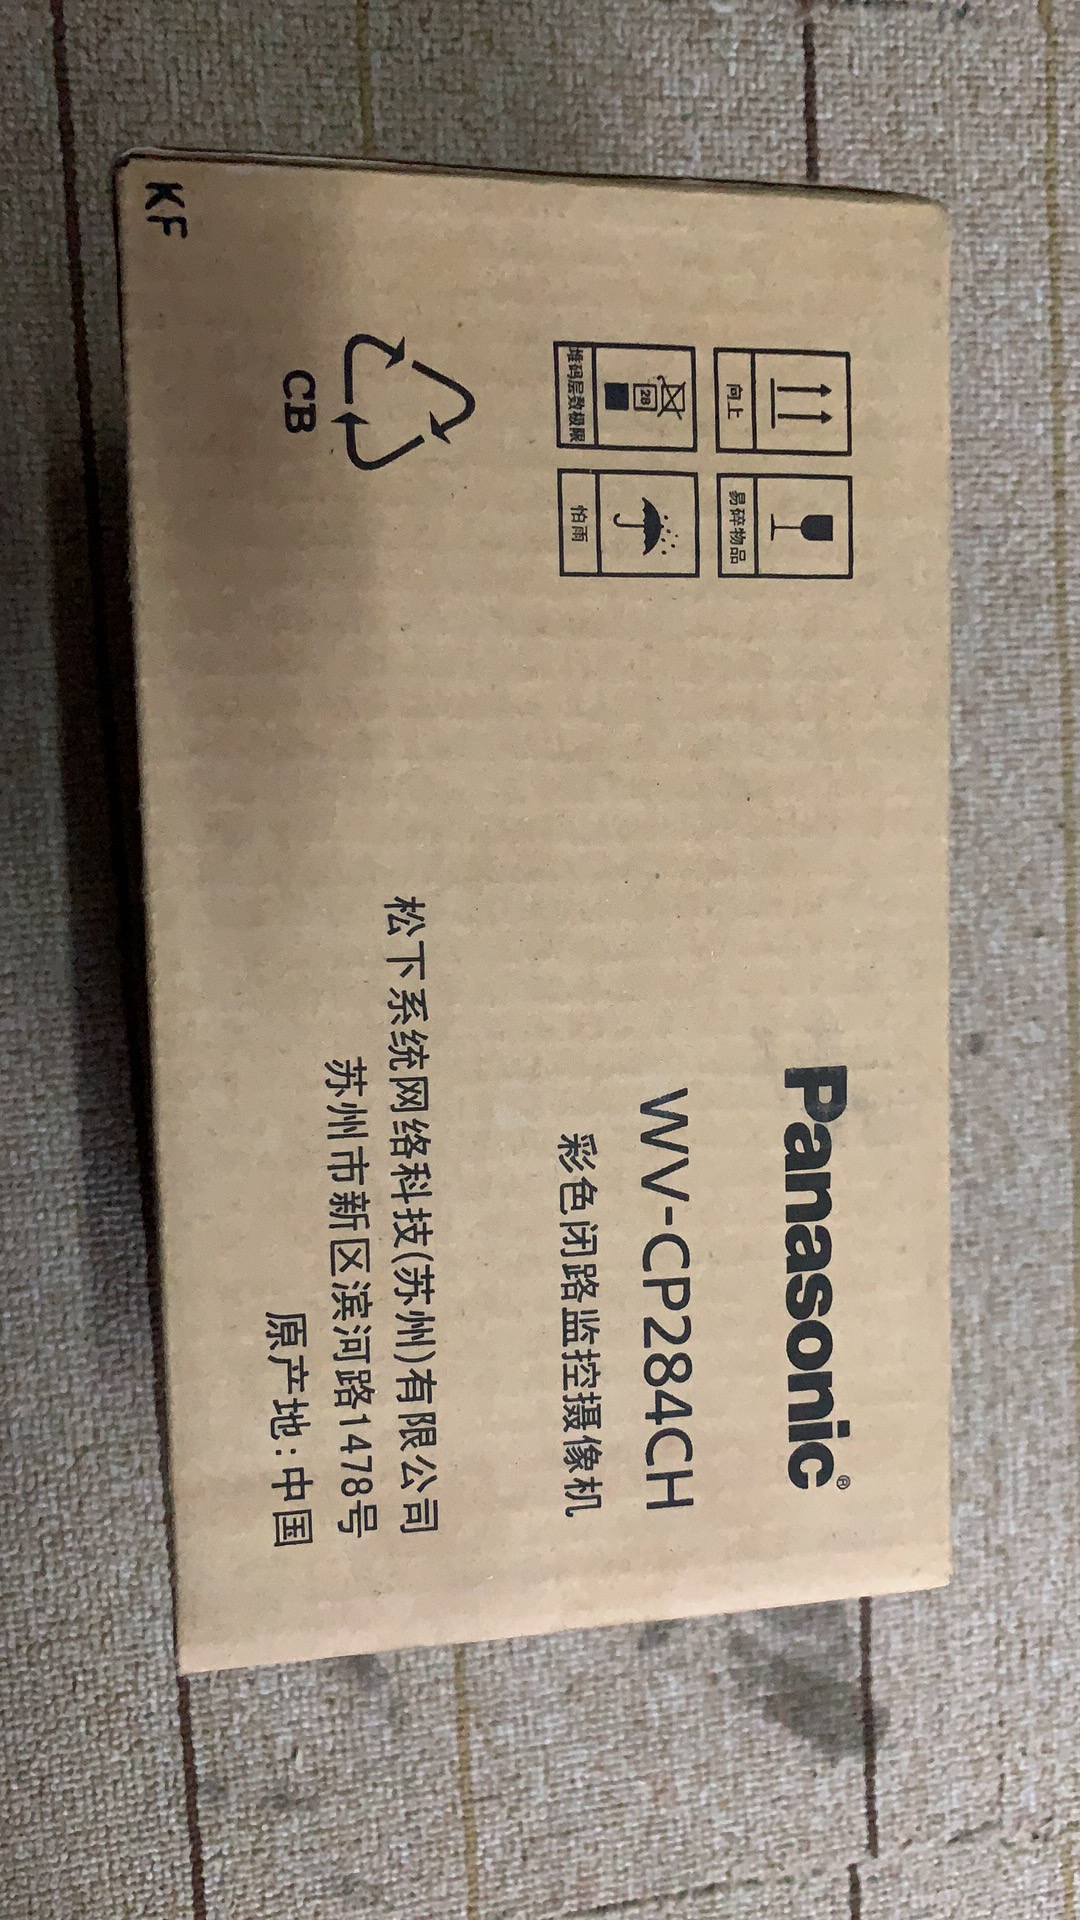 向上
易碎物品
28
堆码层数极限
怕雨
CB
KF
Panasonic®
WV-CP284CH
彩色闭路监控摄像机
松下系统网络科技(苏州)有限公司
苏州市新区滨河路1478号
原产地:中国